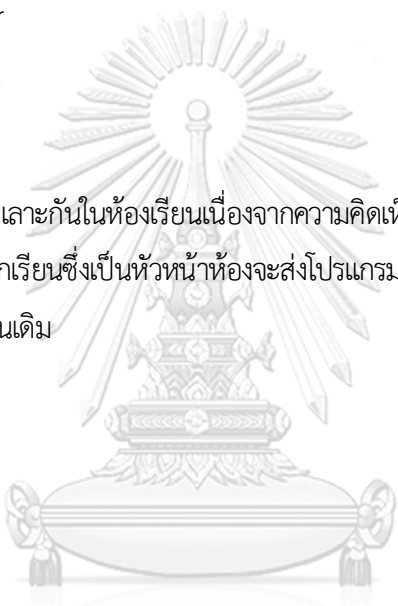 เลาะกันในห้องเรียนเนื่องจากความคิดเห็
กเรียนซึ่งเป็นหัวหน้าห้องจะส่งโปรแกรม
นเดิม